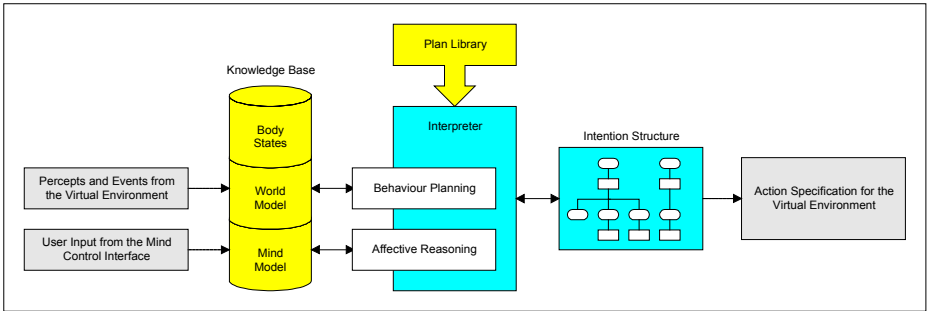 Plan Library
Knowledge Base
Body
States
Interpreter
Intention Structure
Percepts and Events from
the Virtual Environment
World
Model
Behaviour Planning
Action Specification for the
Virtual Environment
User Input from the Mind
Control Interface
Mind
Model
Affective Reasoning